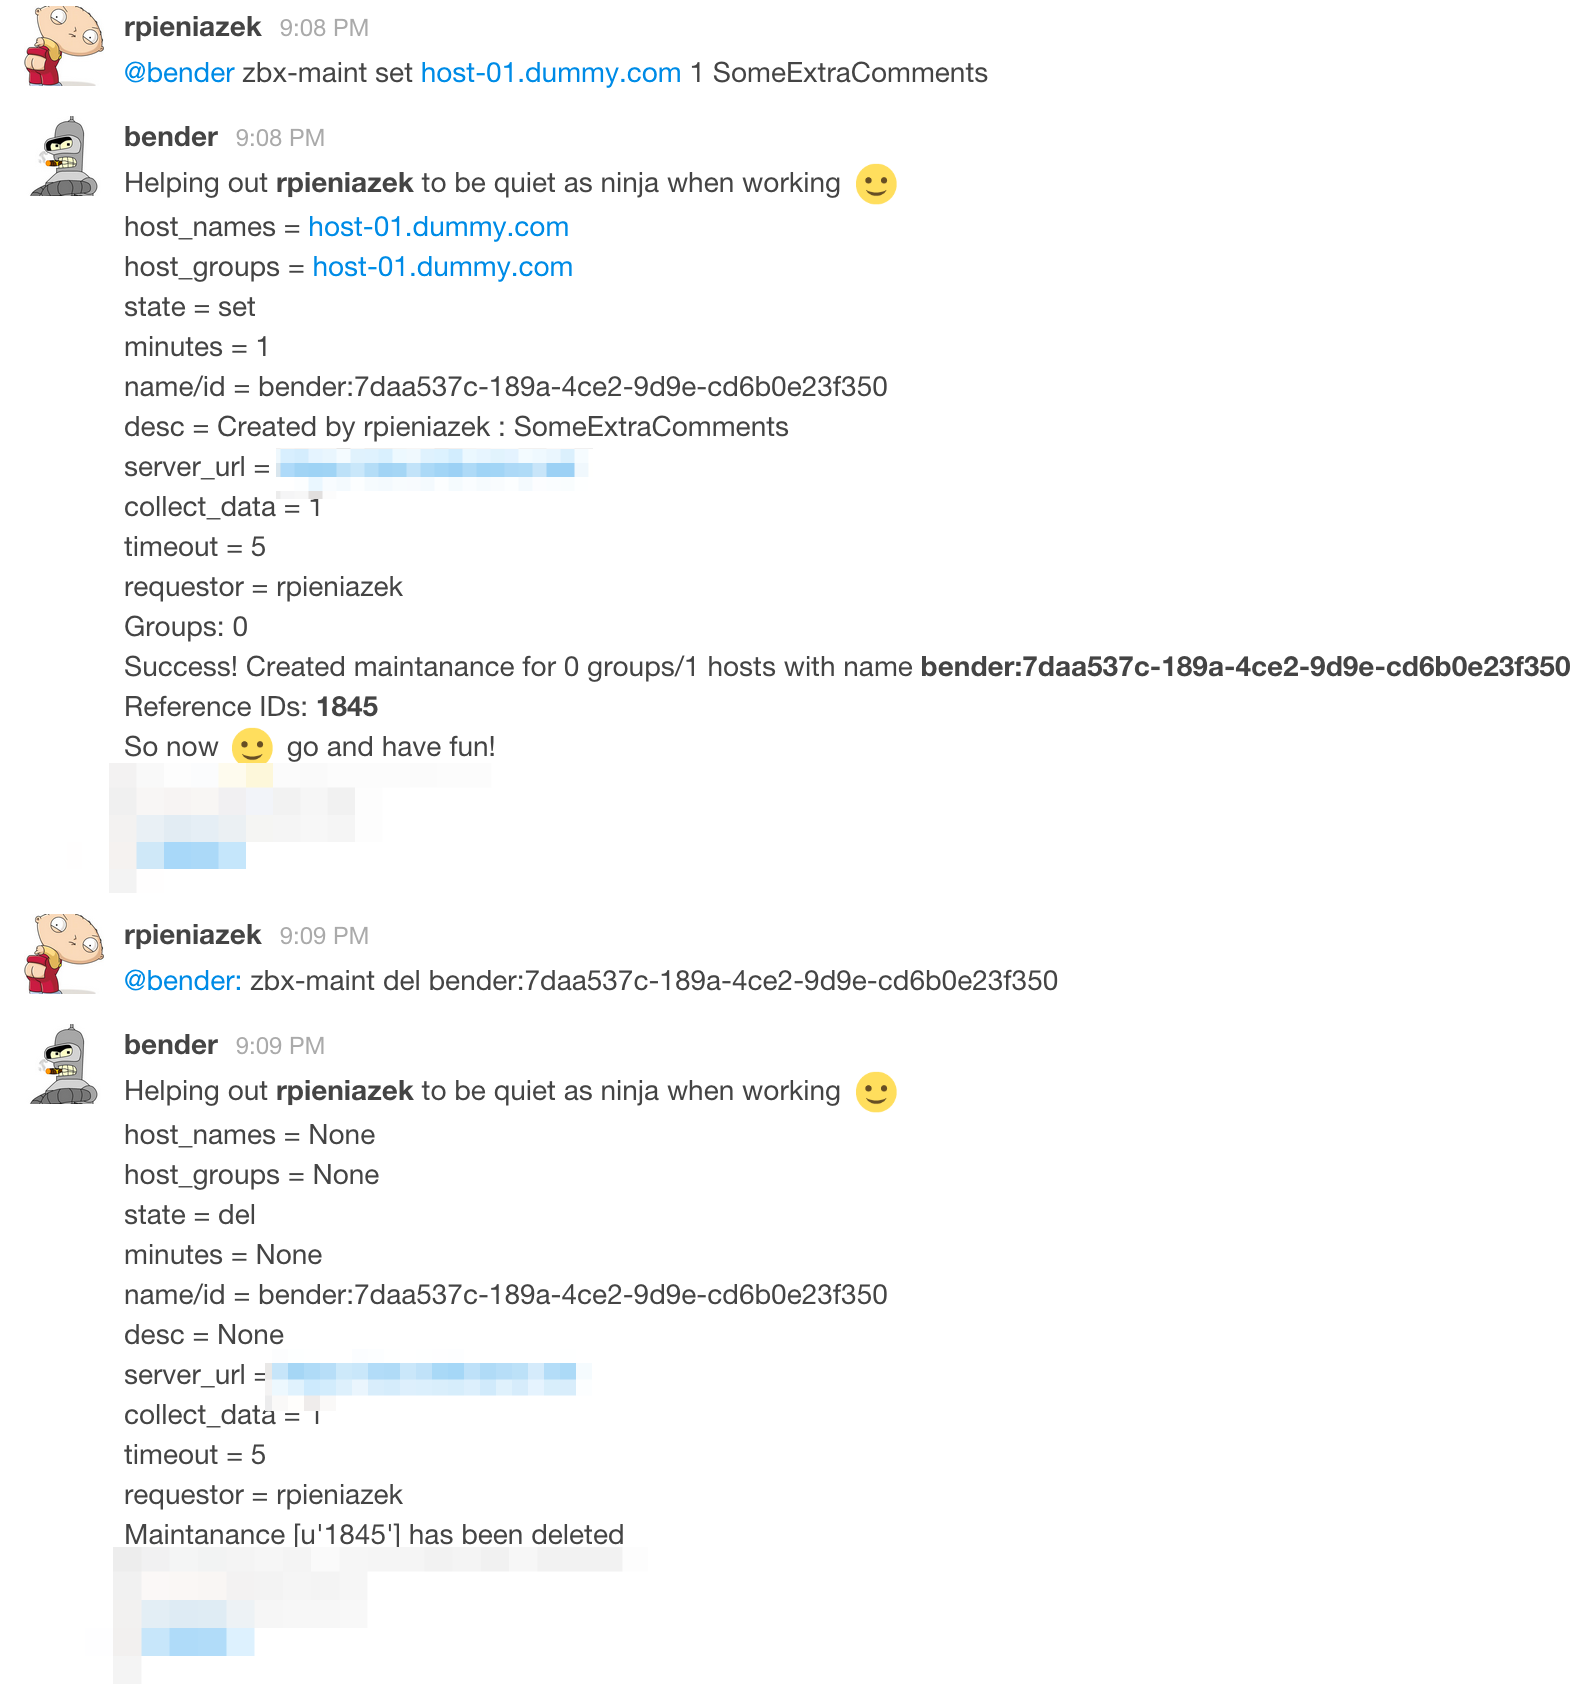 rpieniazek 9:08 PM
@bender zbx-maint set host-01.dummy.com 1 SomeExtraComments
bender 9:08 PM
Helping out rpieniazek to be quiet as ninja when working
host_names = host-01.dummy.com
host_groups = host-01.dummy.com
state = set
minutes = 1
name/id = bender:7daa537c-189a-4ce2-9d9e-cd6b0e23f350
desc = Created by rpieniazek : SomeExtraComments
server_url =
collect_data = 1
timeout = 5
requestor = rpieniazek
Groups: 0
Success! Created maintanance for 0 groups/1 hosts with name bender:7daa537c-189a-4ce2-9d9e-cd6b0e23f350
Reference IDs: 1845
So now go and have fun!
rpieniazek 9:09 PM
@bender: zbx-maint del bender:7daa537c-189a-4ce2-9d9e-cd6b0e23f350
bender 9:09 PM
Helping out rpieniazek to be quiet as ninja when working
host_names = None
host_groups = None
state = del
minutes = None
name/id = bender:7daa537c-189a-4ce2-9d9e-cd6b0e23f350
desc = None
server_url =
collect_data = 1
timeout = 5
requestor = rpieniazek
Maintanance [u'1845'] has been deleted